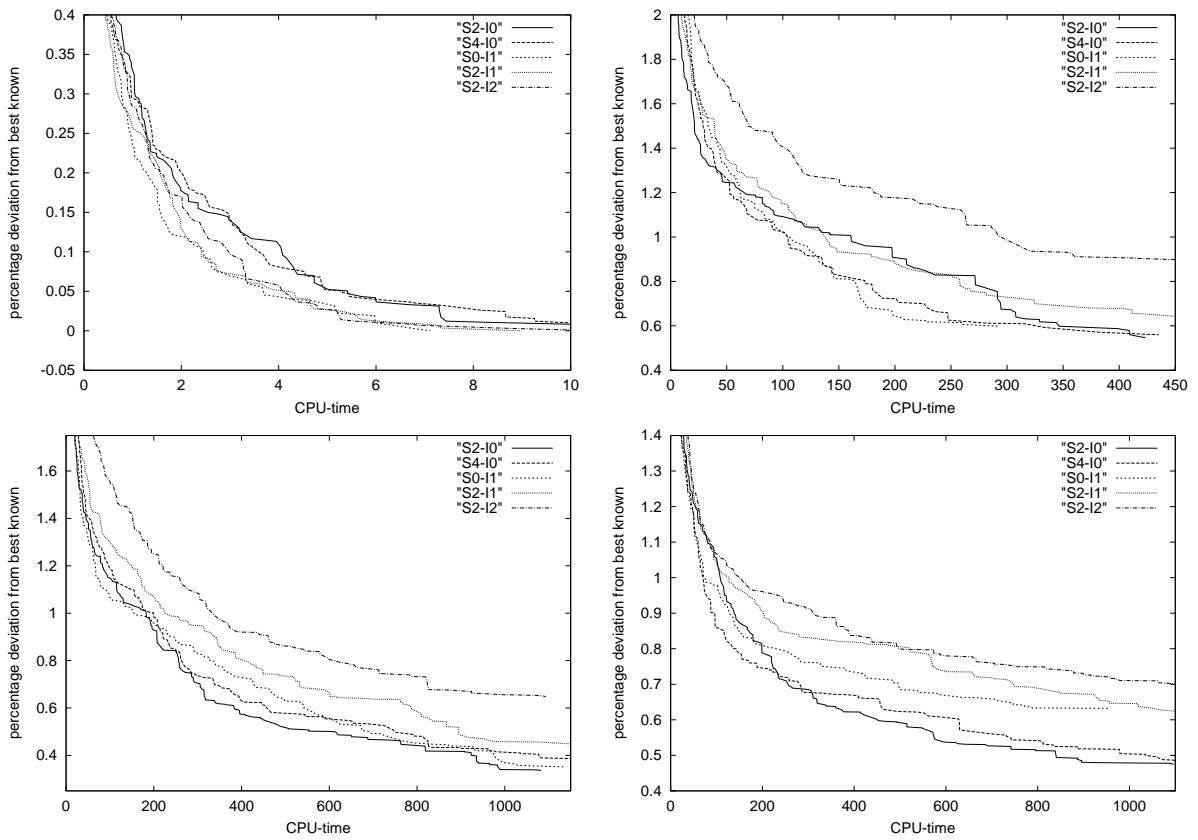 0.4
0.35
0.3
0.25
0.2
0.15
0.1
0.05
0
-0.05
percentage deviation from best known
0 2 4 6 8 10
CPU-time
"S2-I0"
"S4-I0"
"S0-I1"
"S2-I1"
"S2-I2"
2
1.8
1.6
1.4
1.2
1
0.8
0.6
0.4
percentage deviation from best known
0 50 100 150 200 250 300 350 400 450
CPU-time
"S2-I0"
"S4-I0"
"S0-I1"
"S2-I1"
"S2-I2"
1.6
1.4
1.2
1
0.8
0.6
0.4
percentage deviation from best known
0 200 400 600 800 1000
CPU-time
"S2-I0"
"S4-I0"
"S0-I1"
"S2-I1"
"S2-I2"
1.4
1.3
1.2
1.1
1
0.9
0.8
0.7
0.6
0.5
0.4
percentage deviation from best known
0 200 400 600 800 1000
CPU-time
"S2-I0"
"S4-I0"
"S0-I1"
"S2-I1"
"S2-I2"